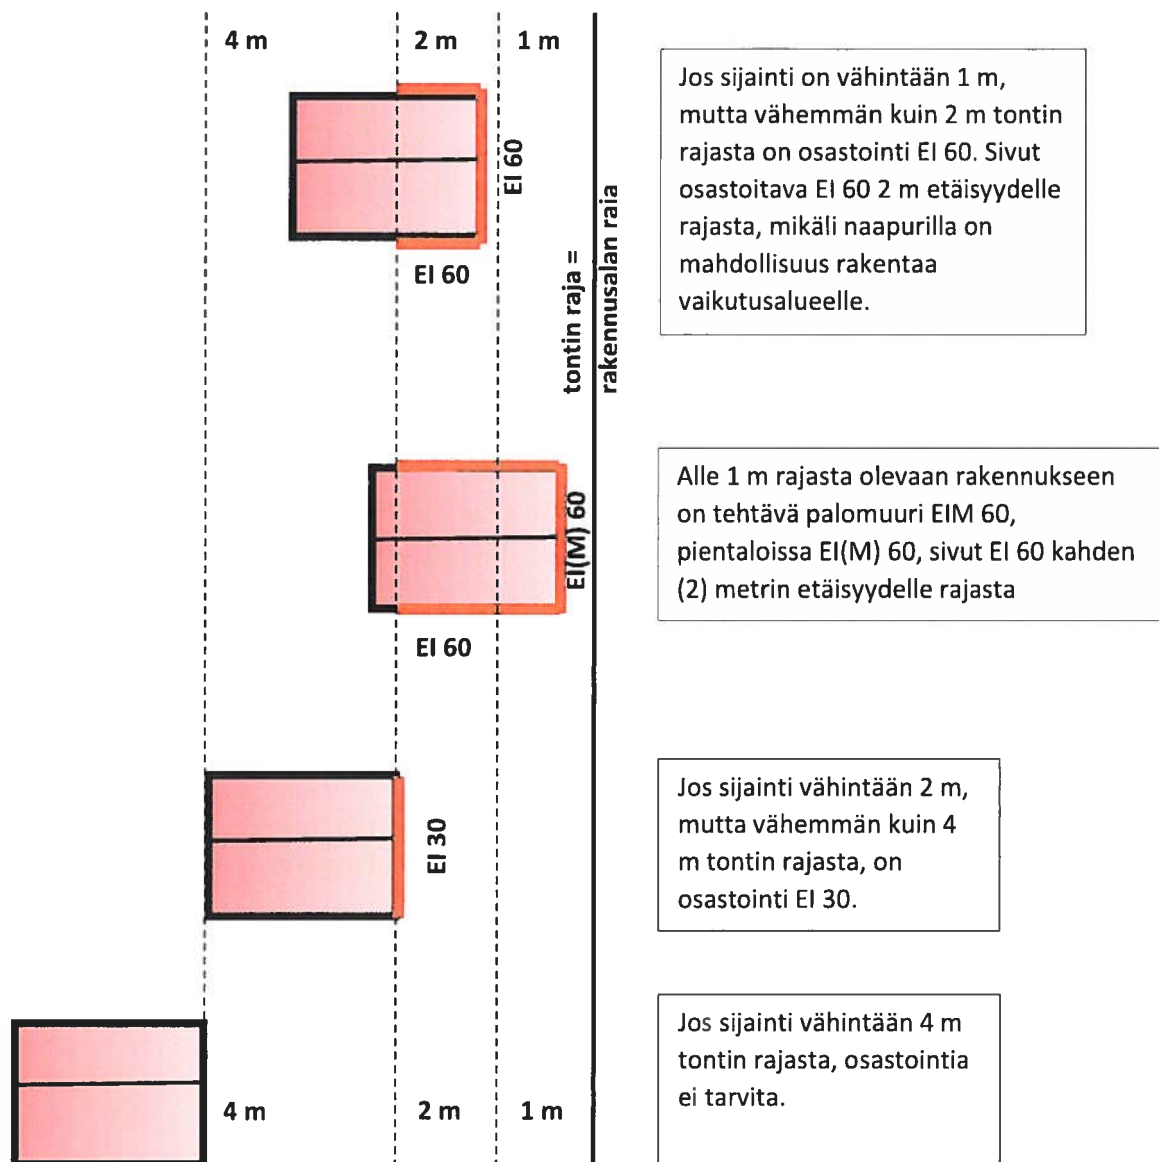 4 m
2 m
1 m
EI 60
EI 60
tontin raja =
rakennusalan raja
Jos sijainti on vähintään 1 m,
mutta vähemmän kuin 2 m tontin
rajasta on osastointi EI 60. Sivut
osastoitava EI 60 2 m etäisyydelle
rajasta, mikäli naapurilla on
mahdollisuus rakentaa
vaikutusalueelle.
EI(M) 60
EI 60
Alle 1 m rajasta olevaan rakennukseen
on tehtävä palomuuri EIM 60,
pientaloissa EI(M) 60, sivut EI 60 kahden
(2) metrin etäisyydelle rajasta
EI 30
Jos sijainti vähintään 2 m,
mutta vähemmän kuin 4
m tontin rajasta, on
osastointi EI 30.
Jos sijainti vähintään 4 m
tontin rajasta, osastointia
ei tarvita.
4 m
2 m
1 m